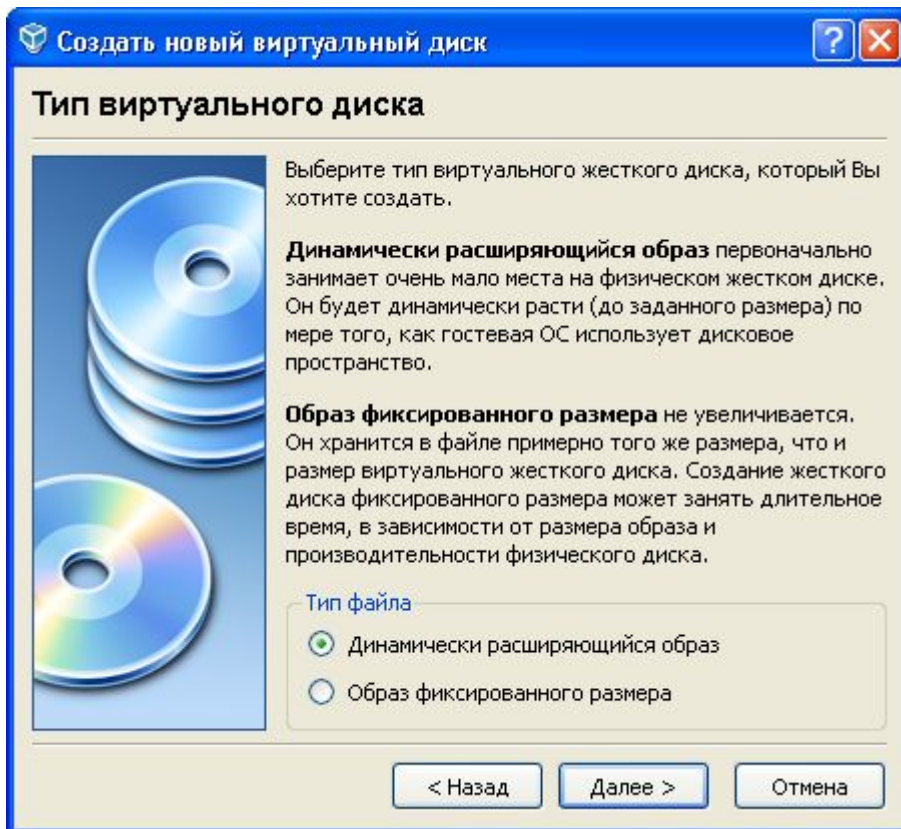 Создать новый виртуальный диск
Тип виртуального диска
Выберите тип виртуального жесткого диска, который Вы
хотите создать.
Динамически расширяющийся образ первоначально
занимает очень мало места на физическом жестком диске.
Он будет динамически расти (до заданного размера) по
мере того, как гостевая ОС использует дисковое
пространство.
Образ фиксированного размера не увеличивается.
Он хранится в файле примерно того же размера, что и
размер виртуального жесткого диска. Создание жесткого
диска фиксированного размера может занять длительное
время, в зависимости от размера образа и
производительности физического диска.
Тип файла
Динамически расширяющийся образ
Образ фиксированного размера
< Назад Далее > Отмена